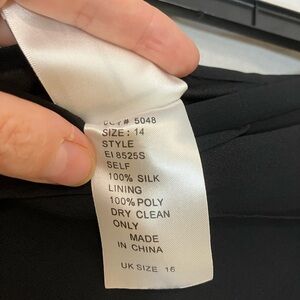 # 5048
SIZE: 14
STYLE
EI 8525S
SELF
100% SILK
LINING
100% POLY
DRY CLEAN
ONLY
MADE
IN CHINA
UK SIZE 16